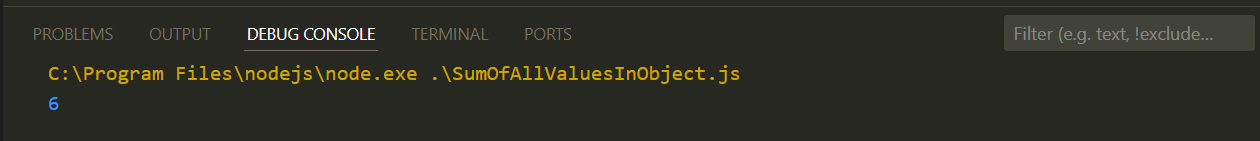 PROBLEMS OUTPUT DEBUG CONSOLE TERMINAL PORTS Filter (e.g. text, !exclude...
C:\Program Files\nodejs\node.exe .\SumOfAllValuesInObject.js
6